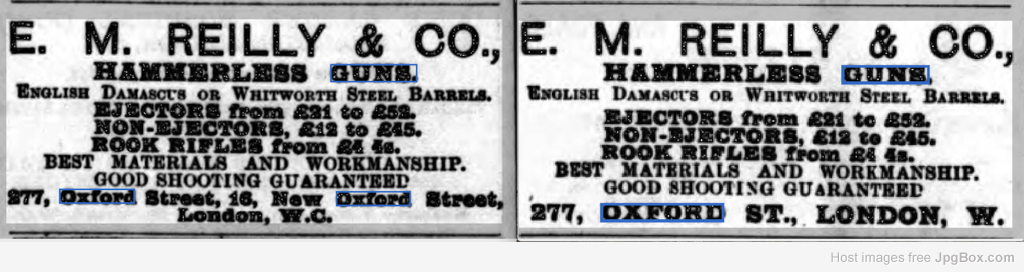 E. M. REILLY & CO.,
HAMMERLESS GUNS.
ENGLISH DAMASCUS OR WHITWORTH STEEL BARRELS.
EJECTORS from £21 to £52.
NON-EJECTORS, £12 to £45.
ROOK RIFLES from £4 4s.
BEST MATERIALS AND WORKMANSHIP.
GOOD SHOOTING GUARANTEED
277, Oxford Street, 16, New Oxford Street,
London, W.C.
E. M. REILLY & CO.,
HAMMERLESS GUNS,
ENGLISH DAMASCUS OR WHITWORTH STEEL BARRELS.
EJECTORS from £21 to £52.
NON-EJECTORS, £12 to £45.
ROOK RIFLES from £4 4s.
BEST MATERIALS AND WORKMANSHIP.
GOOD SHOOTING GUARANTEED
277, OXFORD ST., LONDON, W.
Host images free JpgBox.com